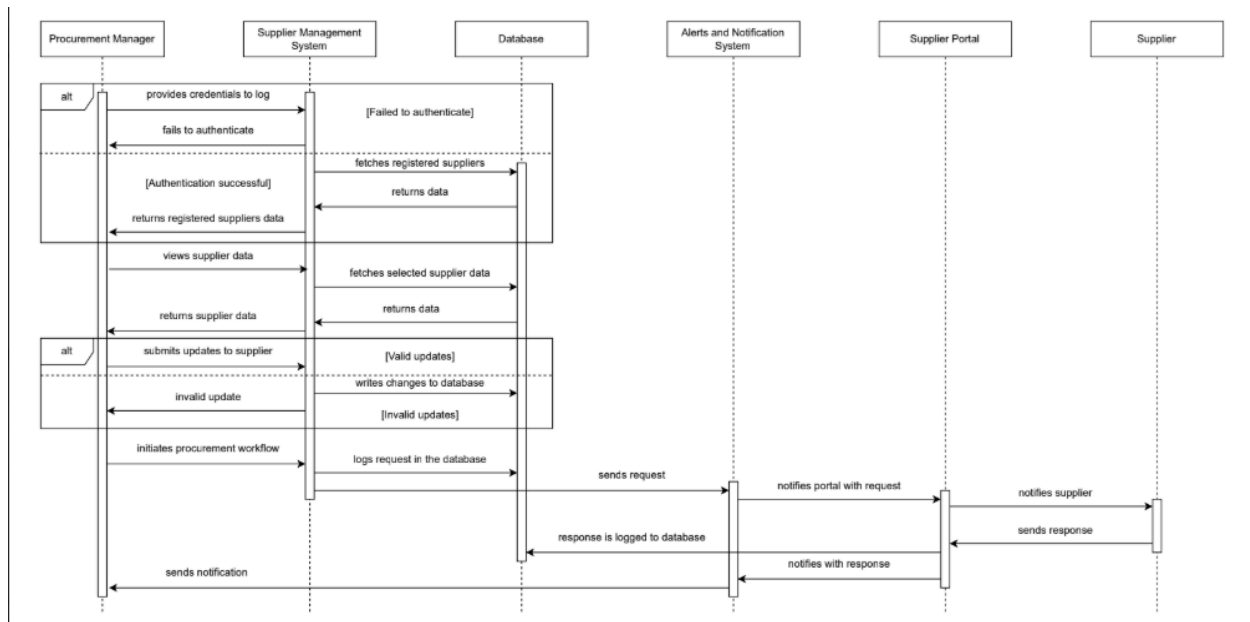 Procurement Manager
Supplier Management
System
Database
Alerts and Notification
System
Supplier Portal
Supplier
alt
provides credentials to log
[Failed to authenticate]
fails to authenticate
fetches registered suppliers
[Authentication successful]
returns data
returns registered suppliers data
views supplier data
fetches selected supplier data
returns data
returns supplier data
alt
submits updates to supplier
[Valid updates]
writes changes to database
invalid update
[Invalid updates]
initiates procurement workflow
logs request in the database
sends request
notifies portal with request
notifies supplier
sends response
response is logged to database
notifies with response
sends notification